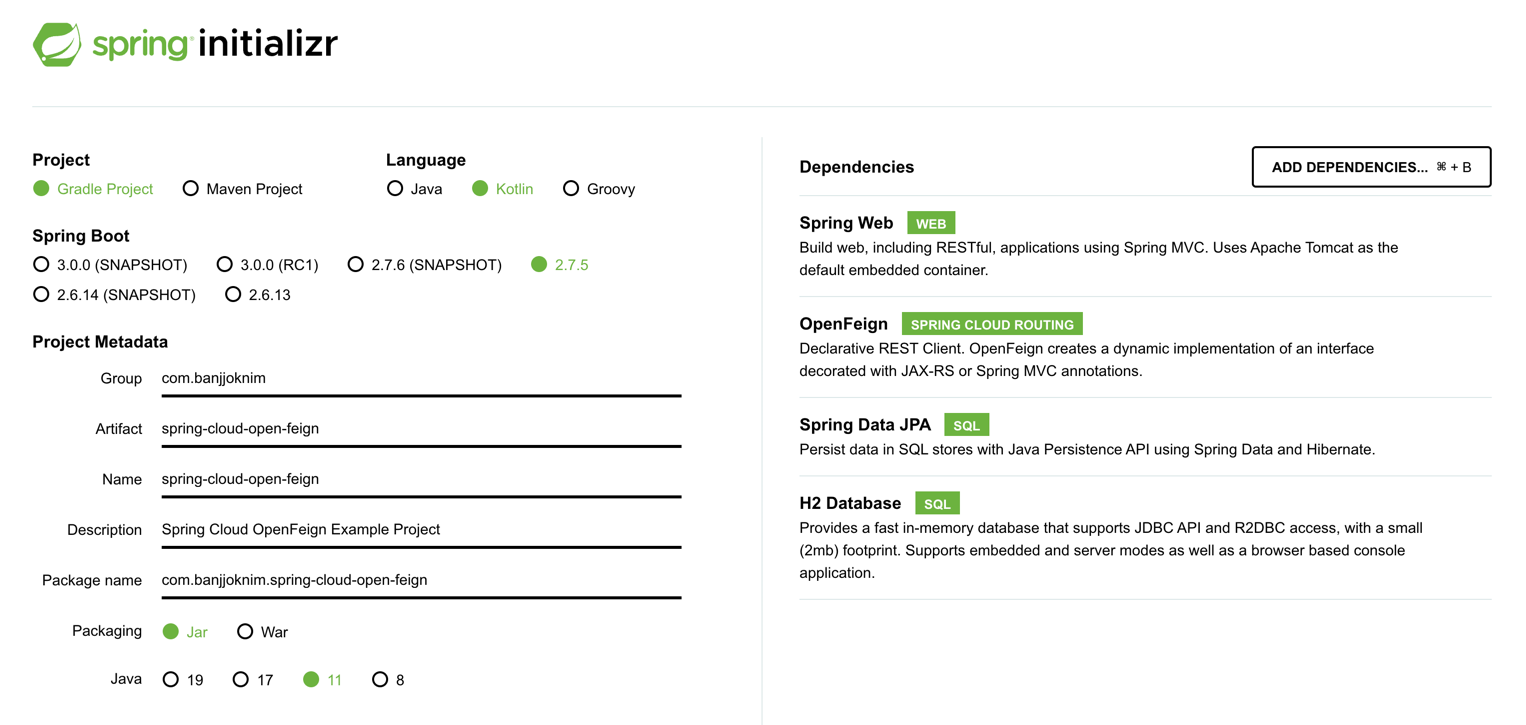 spring initializr
Project
Gradle Project Maven Project
Language
Java Kotlin Groovy
Spring Boot
3.0.0 (SNAPSHOT) 3.0.0 (RC1) 2.7.6 (SNAPSHOT) 2.7.5
2.6.14 (SNAPSHOT) 2.6.13
Project Metadata
Group com.banjjoknim
Artifact spring-cloud-open-feign
Name spring-cloud-open-feign
Description Spring Cloud OpenFeign Example Project
Package name com.banjjoknim.spring-cloud-open-feign
Packaging Jar War
Java 19 17 11 8
Dependencies ADD DEPENDENCIES... ⌘ + B
Spring Web WEB
Build web, including RESTful, applications using Spring MVC. Uses Apache Tomcat as the
default embedded container.
OpenFeign SPRING CLOUD ROUTING
Declarative REST Client. OpenFeign creates a dynamic implementation of an interface
decorated with JAX-RS or Spring MVC annotations.
Spring Data JPA SQL
Persist data in SQL stores with Java Persistence API using Spring Data and Hibernate.
H2 Database SQL
Provides a fast in-memory database that supports JDBC API and R2DBC access, with a small
(2mb) footprint. Supports embedded and server modes as well as a browser based console
application.